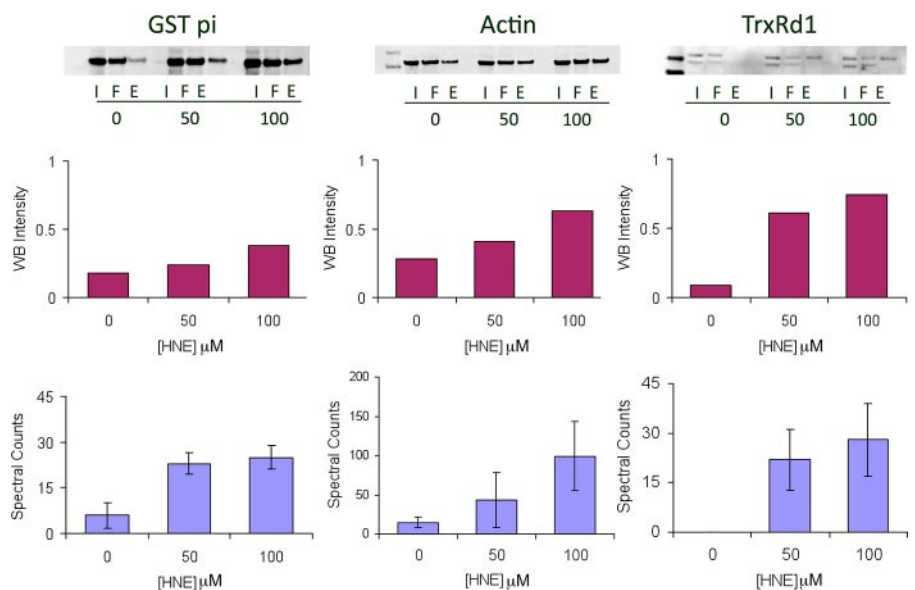 GST pi
Actin
TrxRd1
I F E I F E I F E
0 50 100
I F E I F E I F E
0 50 100
I F E I F E I F E
0 50 100
WB Intensity
1
0.5
0
0 50 100
[HNE] μM
WB Intensity
1
0.5
0
0 50 100
[HNE] μM
WB Intensity
1
0.5
0
0 50 100
[HNE] μM
Spectral Counts
45
30
15
0
0 50 100
[HNE] μM
Spectral Counts
200
150
100
50
0
0 50 100
[HNE] μM
Spectral Counts
45
30
15
0
0 50 100
[HNE] μM